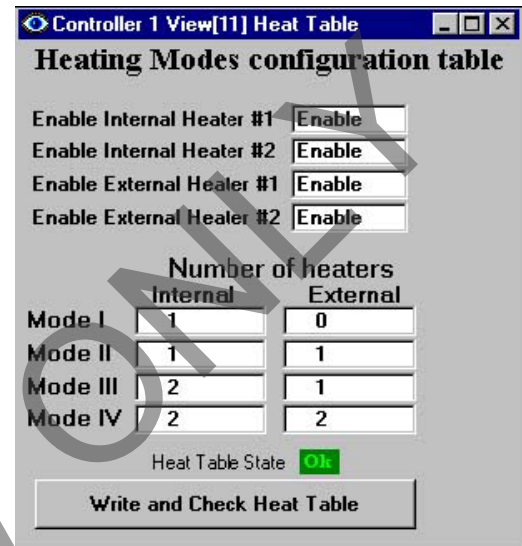 Controller 1 View[11] Heat Table
Heating Modes configuration table
Enable Internal Heater #1 Enable
Enable Internal Heater #2 Enable
Enable External Heater #1 Enable
Enable External Heater #2 Enable
Number of heaters
Internal External
Mode I 1 0
Mode II 1 1
Mode III 2 1
Mode IV 2 2
Heat Table State Ok
Write and Check Heat Table
ONLY